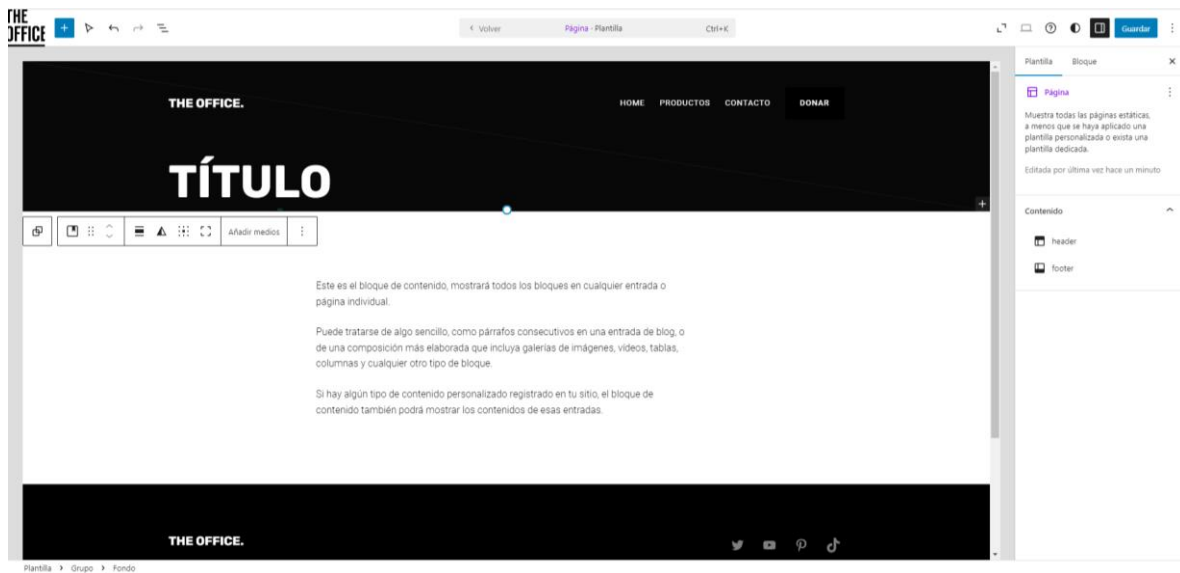 THE
OFFICE
Volver
Página · Plantilla
Ctrl+K
Guardar
THE OFFICE.
HOME PRODUCTOS CONTACTO DONAR
TÍTULO
Añadir medios
Este es el bloque de contenido, mostrará todos los bloques en cualquier entrada o
página individual.
Puede tratarse de algo sencillo, como párrafos consecutivos en una entrada de blog, o
de una composición más elaborada que incluya galerías de imágenes, vídeos, tablas,
columnas y cualquier otro tipo de bloque.
Si hay algún tipo de contenido personalizado registrado en tu sitio, el bloque de
contenido también podrá mostrar los contenidos de esas entradas.
THE OFFICE.
Plantilla Bloque
Página
Muestra todas las páginas estáticas,
a menos que se haya aplicado una
plantilla personalizada o exista una
plantilla dedicada.
Editada por última vez hace un minuto
Contenido
header
footer
Plantilla > Grupo > Fondo